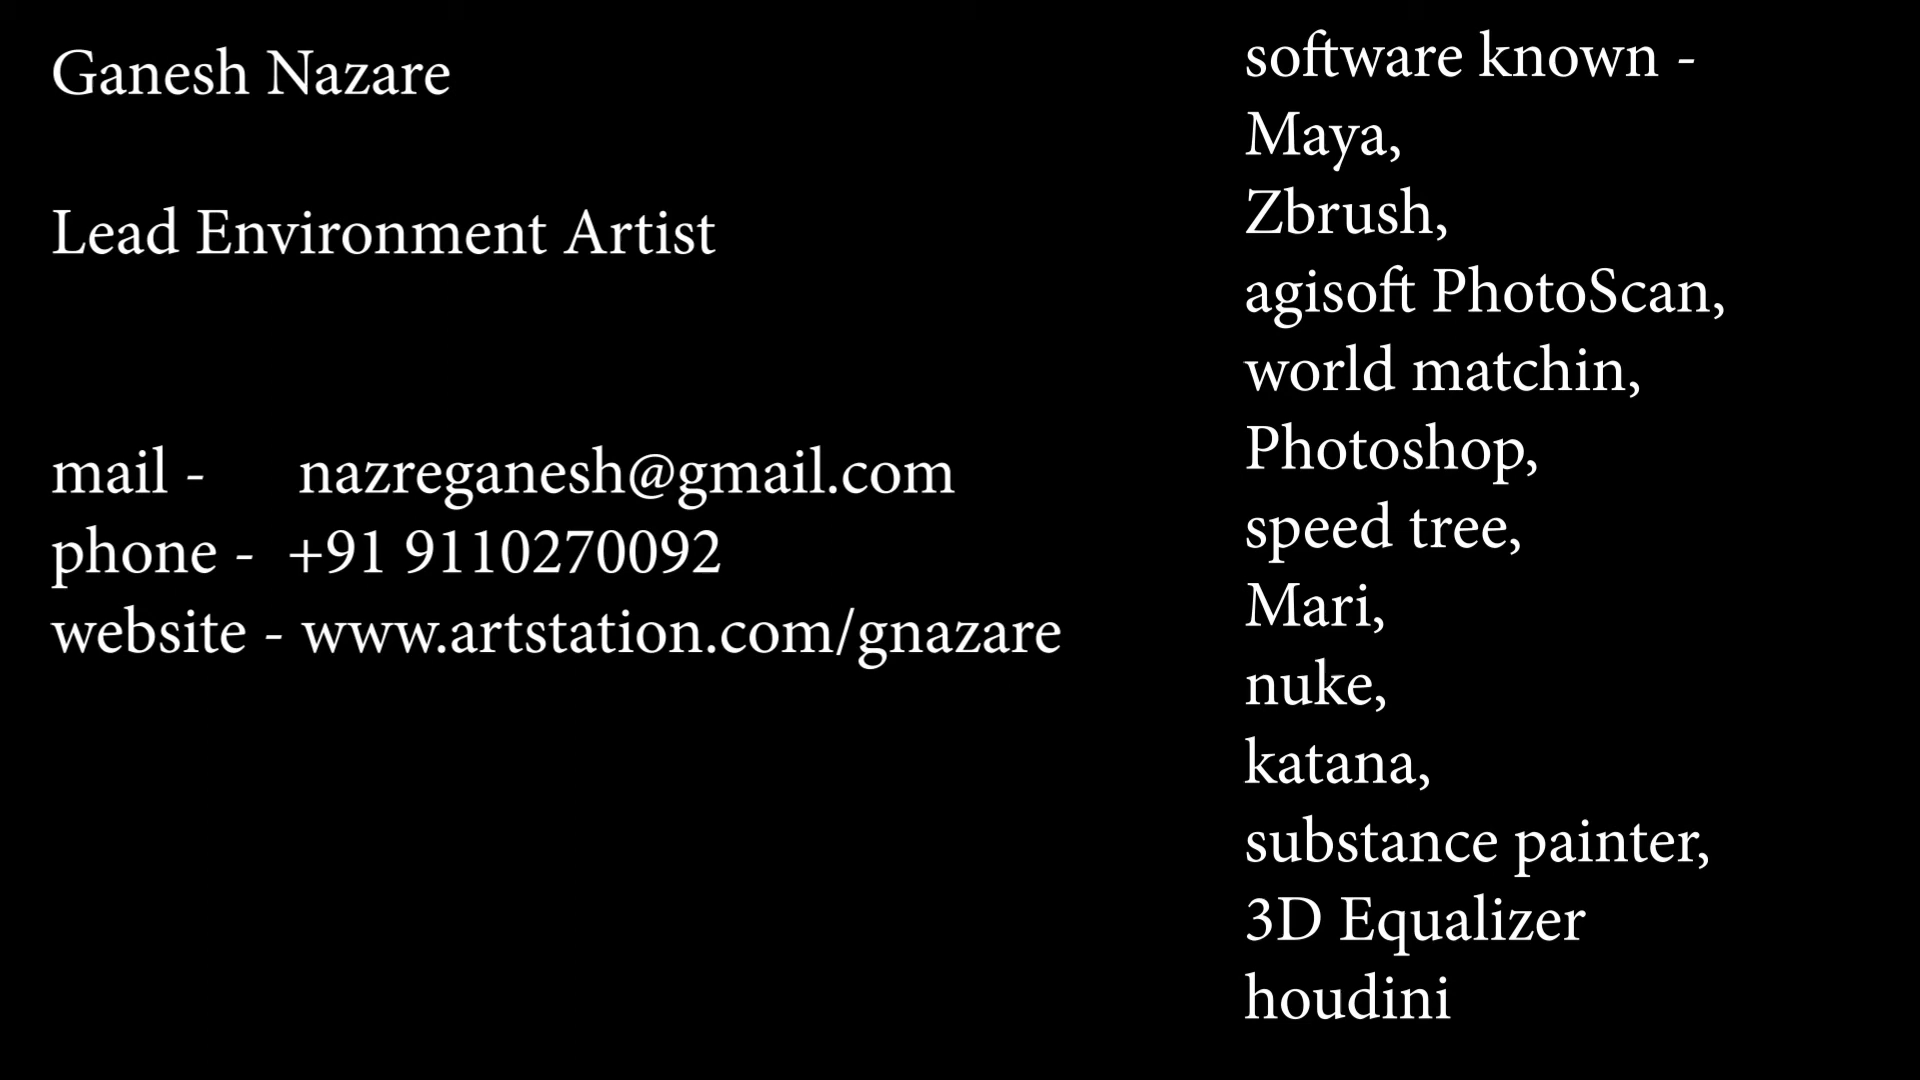 Ganesh Nazare
Lead Environment Artist
mail - nazreganesh@gmail.com
phone - +91 9110270092
website - www.artstation.com/gnazare
software known -
Maya,
Zbrush,
agisoft PhotoScan,
world matchin,
Photoshop,
speed tree,
Mari,
nuke,
katana,
substance painter,
3D Equalizer
houdini